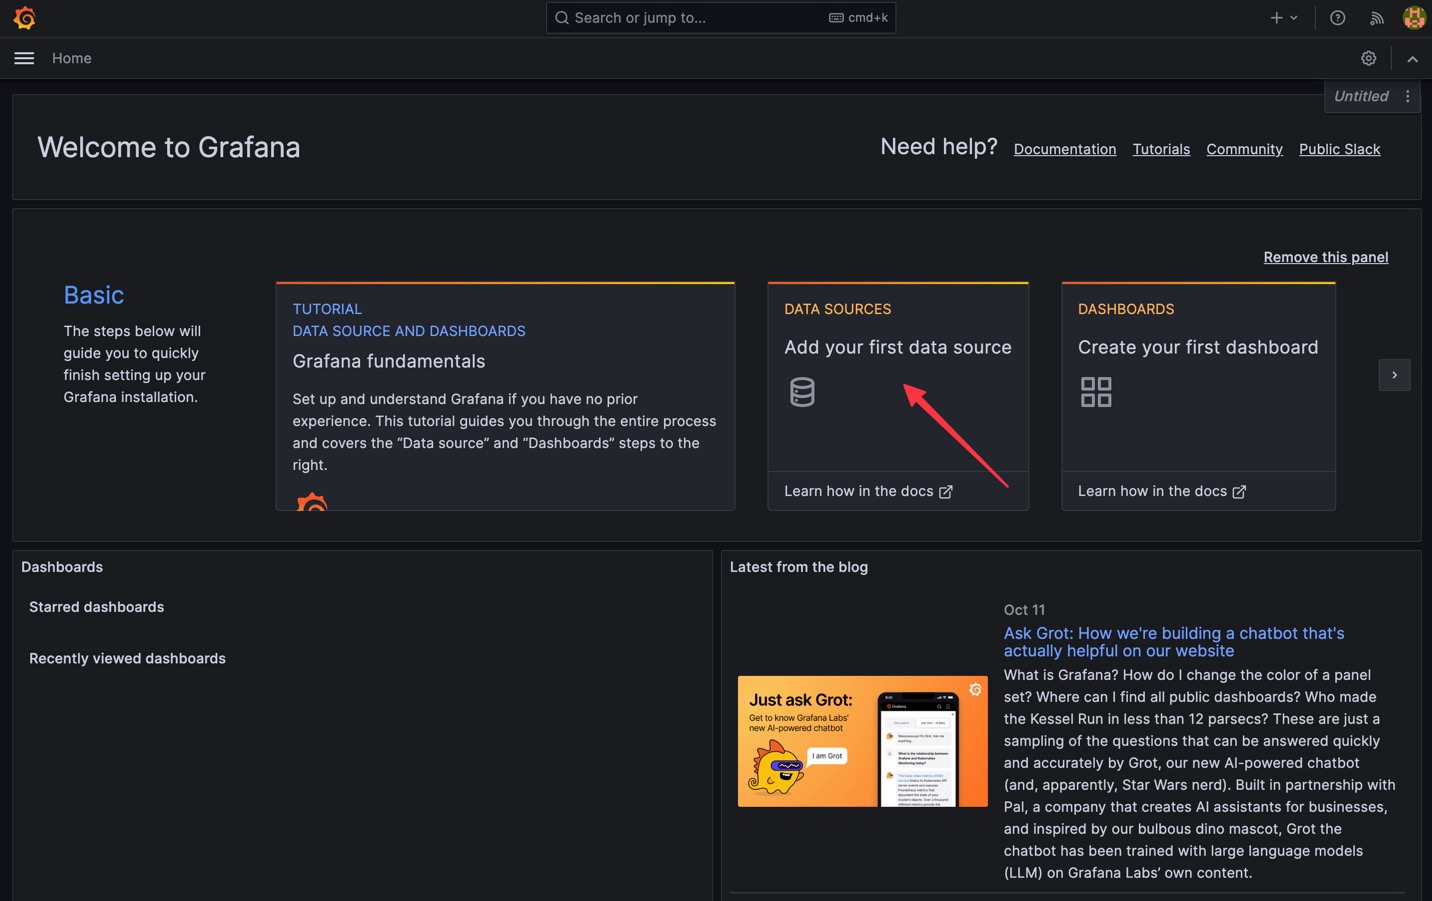 Search or jump to...
cmd+k
Home
Untitled
Welcome to Grafana
Need help?
Documentation
Tutorials
Community
Public Slack
Remove this panel
Basic
The steps below will
guide you to quickly
finish setting up your
Grafana installation.
TUTORIAL
DATA SOURCE AND DASHBOARDS
Grafana fundamentals
Set up and understand Grafana if you have no prior
experience. This tutorial guides you through the entire process
and covers the “Data source” and “Dashboards” steps to the
right.
DATA SOURCES
Add your first data source
Learn how in the docs
DASHBOARDS
Create your first dashboard
Learn how in the docs
Dashboards
Starred dashboards
Recently viewed dashboards
Latest from the blog
Just ask Grot:
Get to know Grafana Labs’
new AI-powered chatbot
I am Grot
Oct 11
Ask Grot: How we're building a chatbot that's
actually helpful on our website
What is Grafana? How do I change the color of a panel
set? Where can I find all public dashboards? Who made
the Kessel Run in less than 12 parsecs? These are just a
sampling of the questions that can be answered quickly
and accurately by Grot, our new AI-powered chatbot
(and, apparently, Star Wars nerd). Built in partnership with
Pal, a company that creates AI assistants for businesses,
and inspired by our bulbous dino mascot, Grot the
chatbot has been trained with large language models
(LLM) on Grafana Labs’ own content.